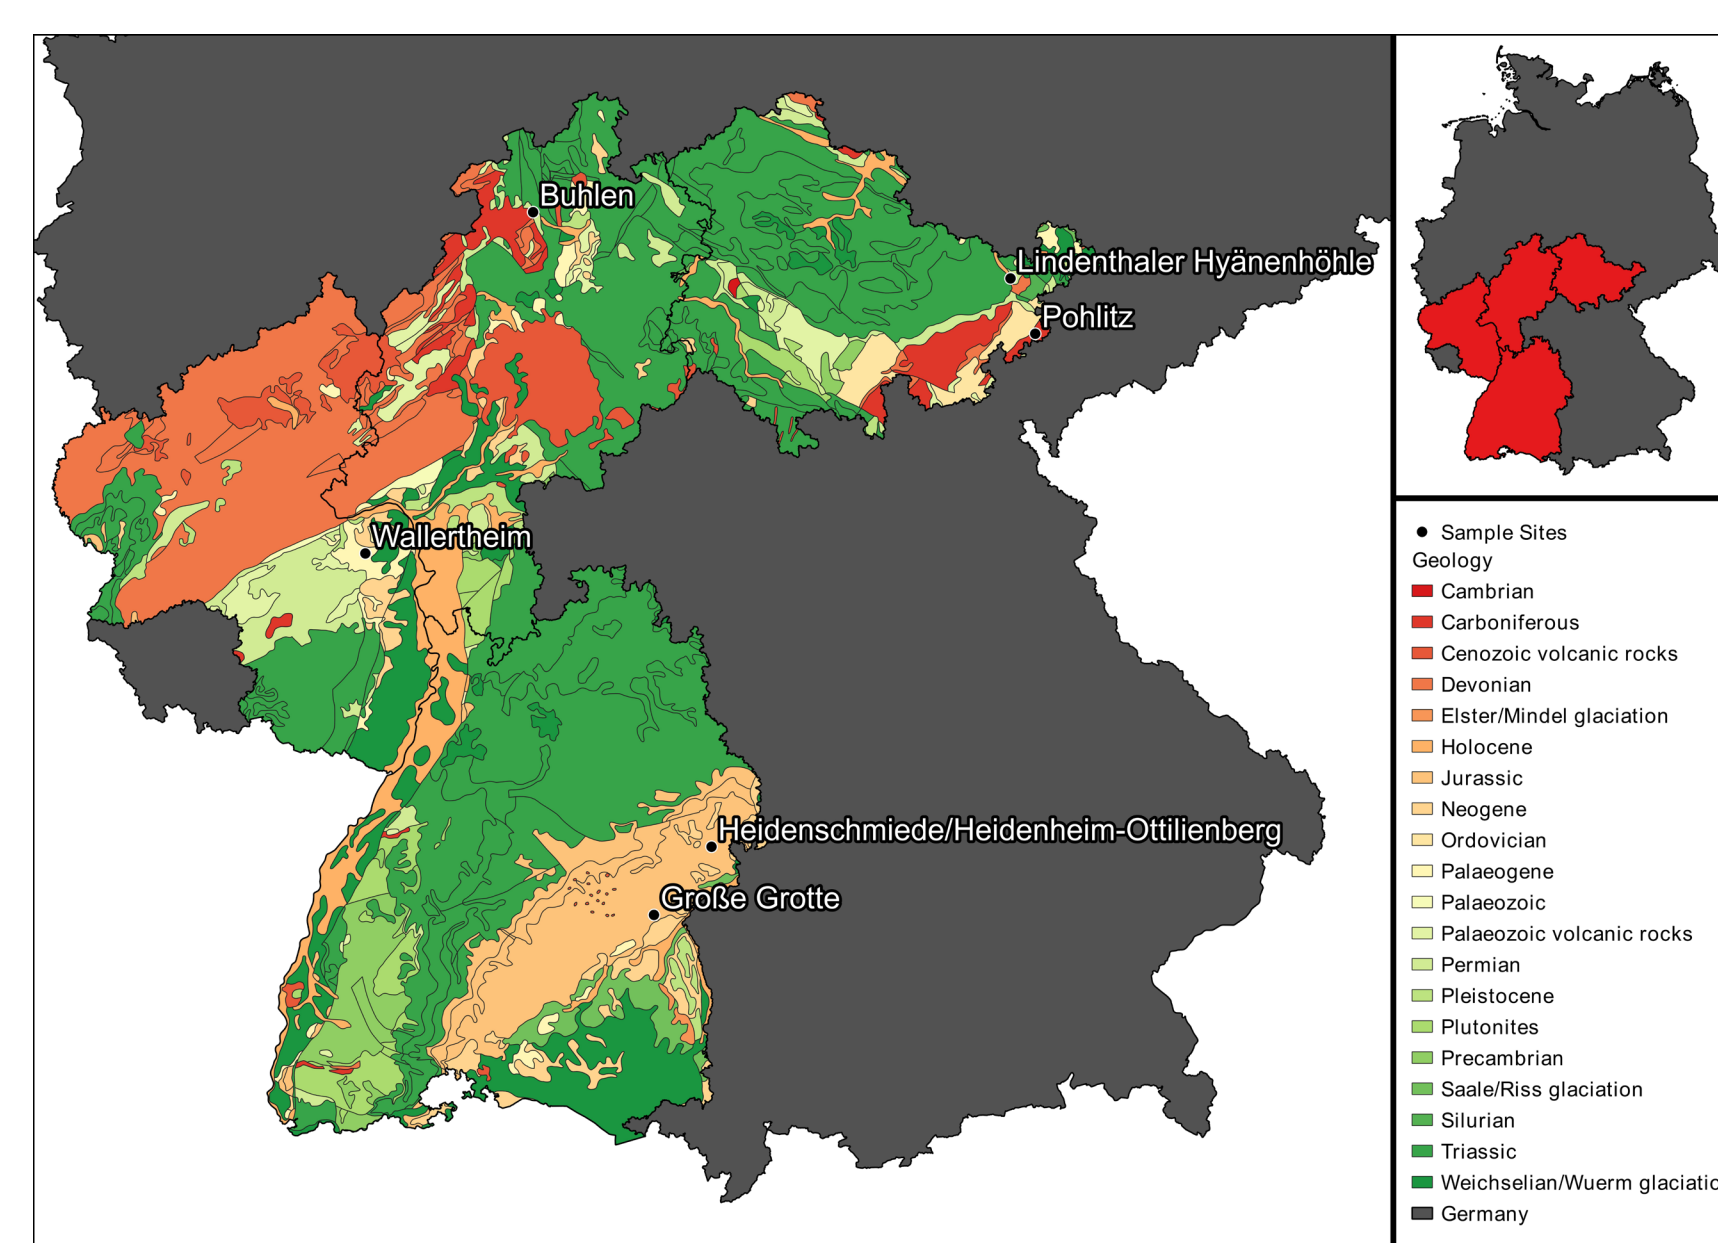 Buhlen
Lindenthaler Hyänenhöhle
Pohlitz
Wallertheim
Heidenschmiede/Heidenheim-Ottilienberg
Große Grotte
Sample Sites
Geology
Cambrian
Carboniferous
Cenozoic volcanic rocks
Devonian
Elster/Mindel glaciation
Holocene
Jurassic
Neogene
Ordovician
Palaeogene
Palaeozoic
Palaeozoic volcanic rocks
Permian
Pleistocene
Plutonites
Precambrian
Saale/Riss glaciation
Silurian
Triassic
Weichselian/Wuerm glaciatio
Germany